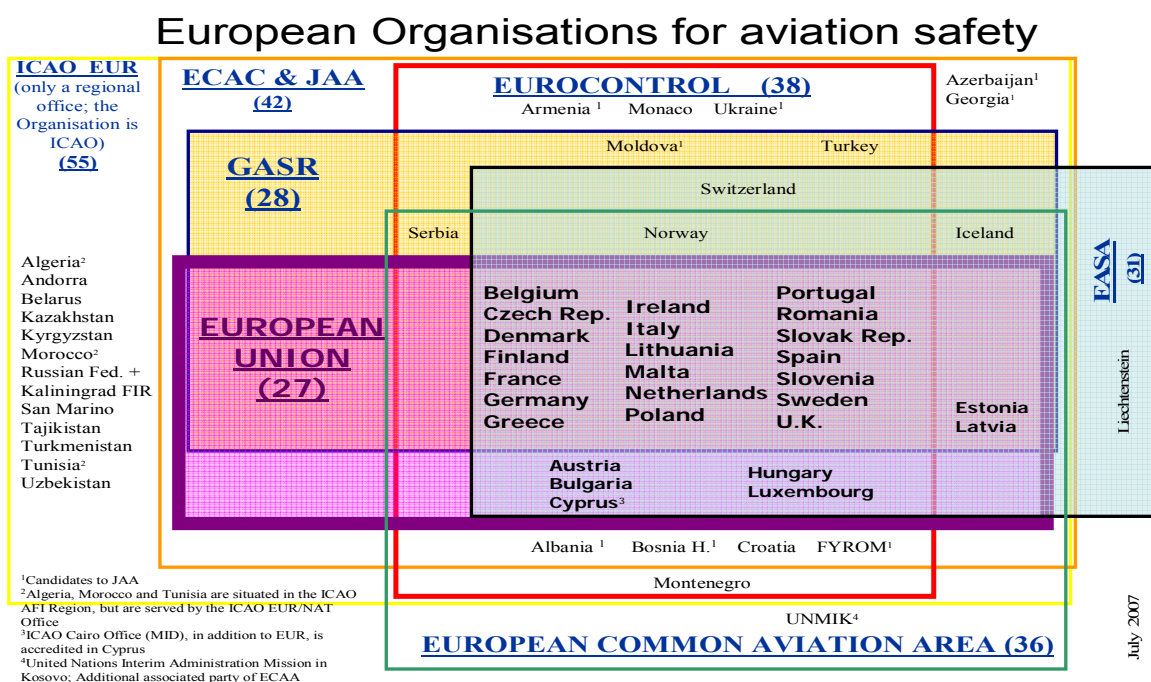 European Organisations for aviation safety
ICAO EUR
(only a regional
office; the
Organisation is
ICAO)
(55)
ECAC & JAA
(42)
EUROCONTROL (38)
Armenia ¹ Monaco Ukraine¹
Azerbaijan¹
Georgia¹
GASR
(28)
Moldova¹ Turkey
Switzerland
Serbia Norway Iceland
EASA
(31)
Liechtenstein
Algeria²
Andorra
Belarus
Kazakhstan
Kyrgyzstan
Morocco²
Russian Fed. +
Kaliningrad FIR
San Marino
Tajikistan
Turkmenistan
Tunisia²
Uzbekistan
EUROPEAN
UNION
(27)
Belgium
Czech Rep.
Denmark
Finland
France
Germany
Greece
Ireland
Italy
Lithuania
Malta
Netherlands
Poland
Portugal
Romania
Slovak Rep.
Spain
Slovenia
Sweden
U.K.
Estonia
Latvia
Austria
Bulgaria
Cyprus³
Hungary
Luxembourg
Albania ¹ Bosnia H.¹ Croatia FYROM¹
Montenegro
UNMIK⁴
EUROPEAN COMMON AVIATION AREA (36)
¹Candidates to JAA
²Algeria, Morocco and Tunisia are situated in the ICAO
AFI Region, but are served by the ICAO EUR/NAT
Office
³ICAO Cairo Office (MID), in addition to EUR, is
accredited in Cyprus
⁴United Nations Interim Administration Mission in
Kosovo; Additional associated party of ECAA
July 2007